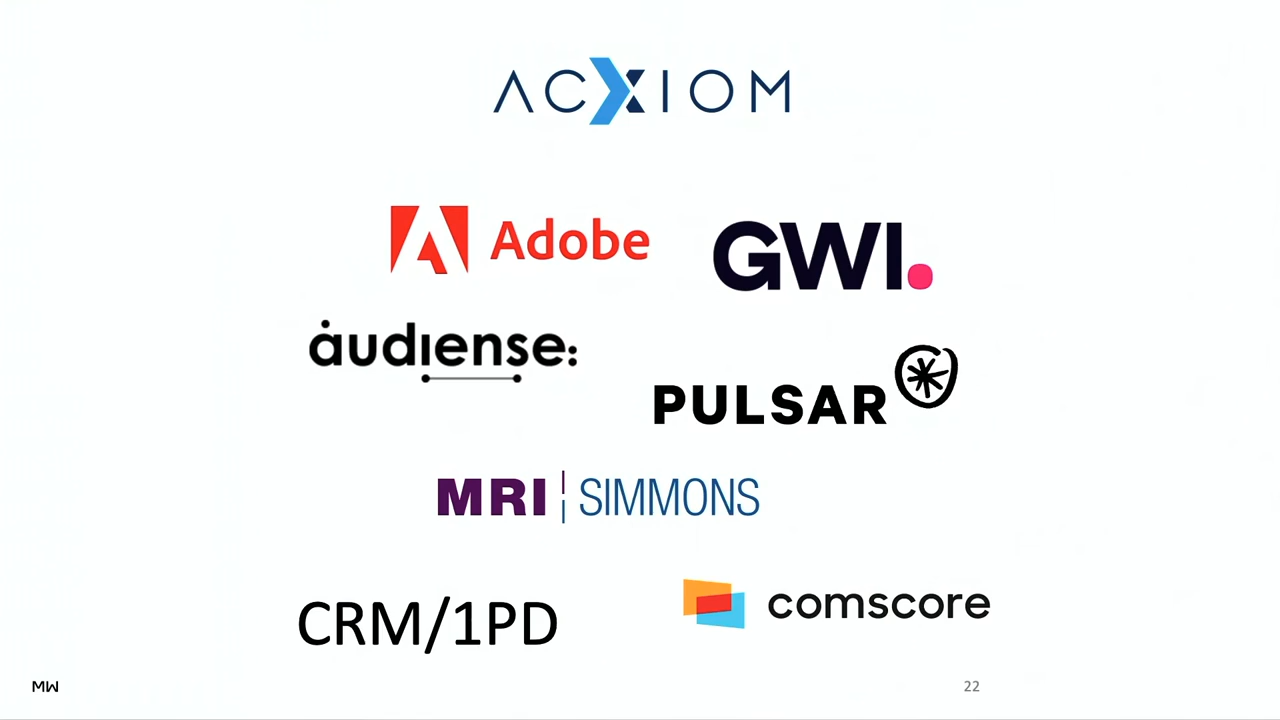 ACXIOM
Adobe
GWI.
audiense:
PULSAR
MRI SIMMONS
CRM/1PD
comscore
MW
22